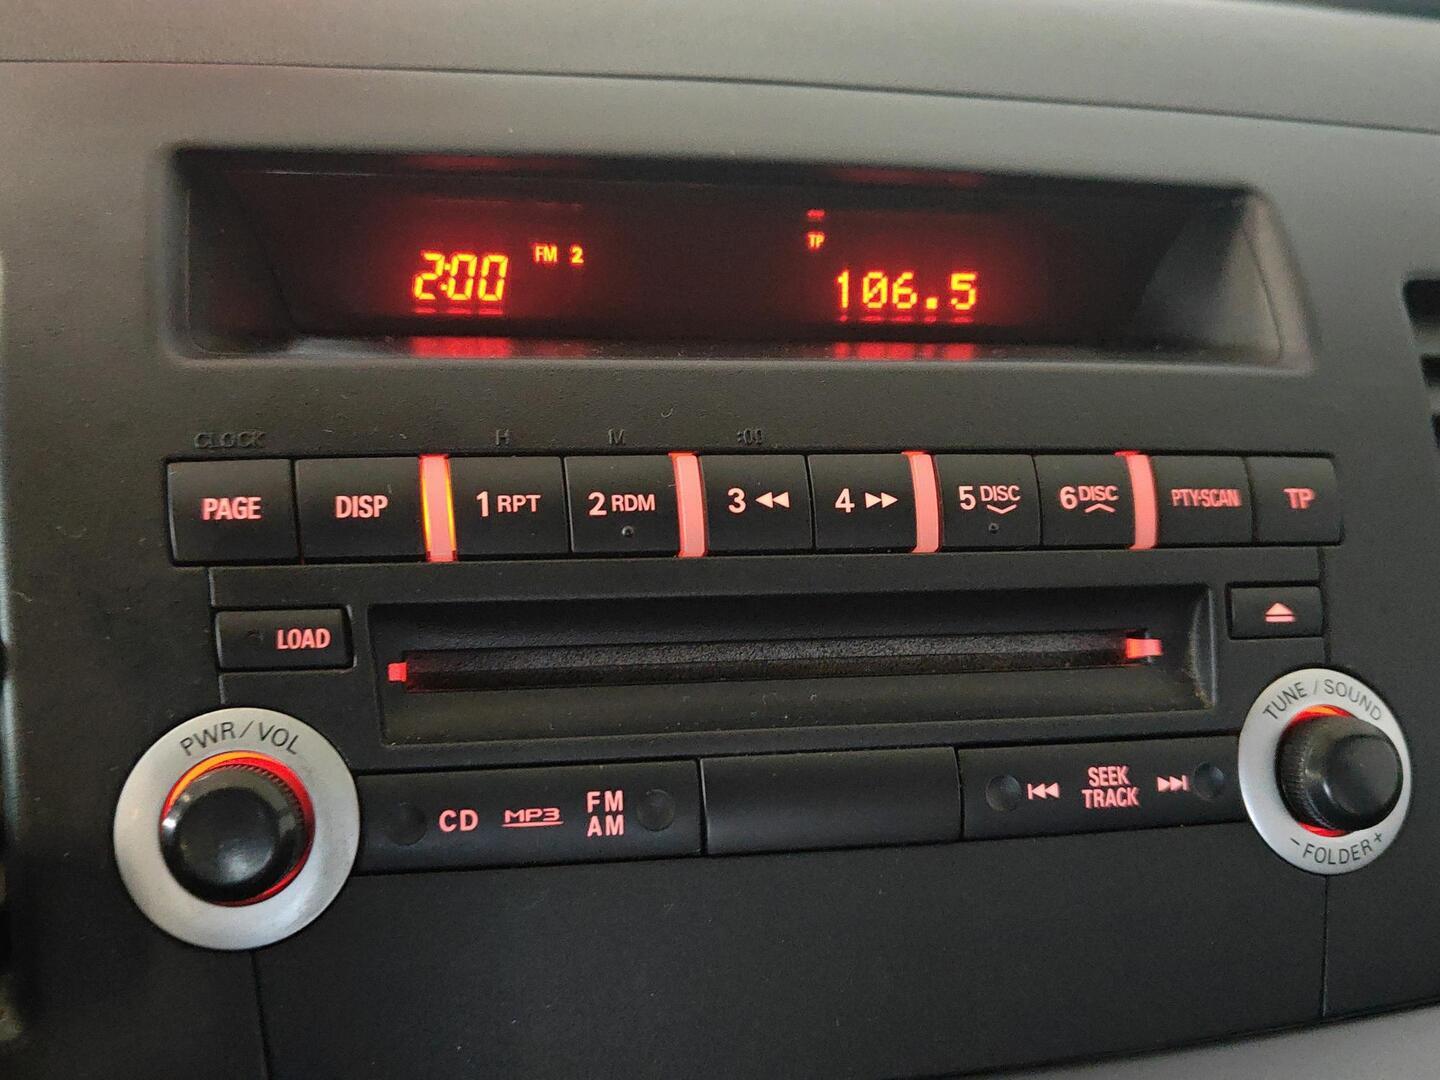 2:00 FM 2 TP 106.5
CLOCK H M :00
PAGE DISP 1 RPT 2 RDM 3 ◀◀ 4 ▶▶ 5 DISC 6 DISC PTY·SCAN TP
LOAD
PWR/VOL
TUNE / SOUND
CD MP3 FM
AM
SEEK
TRACK
- FOLDER +